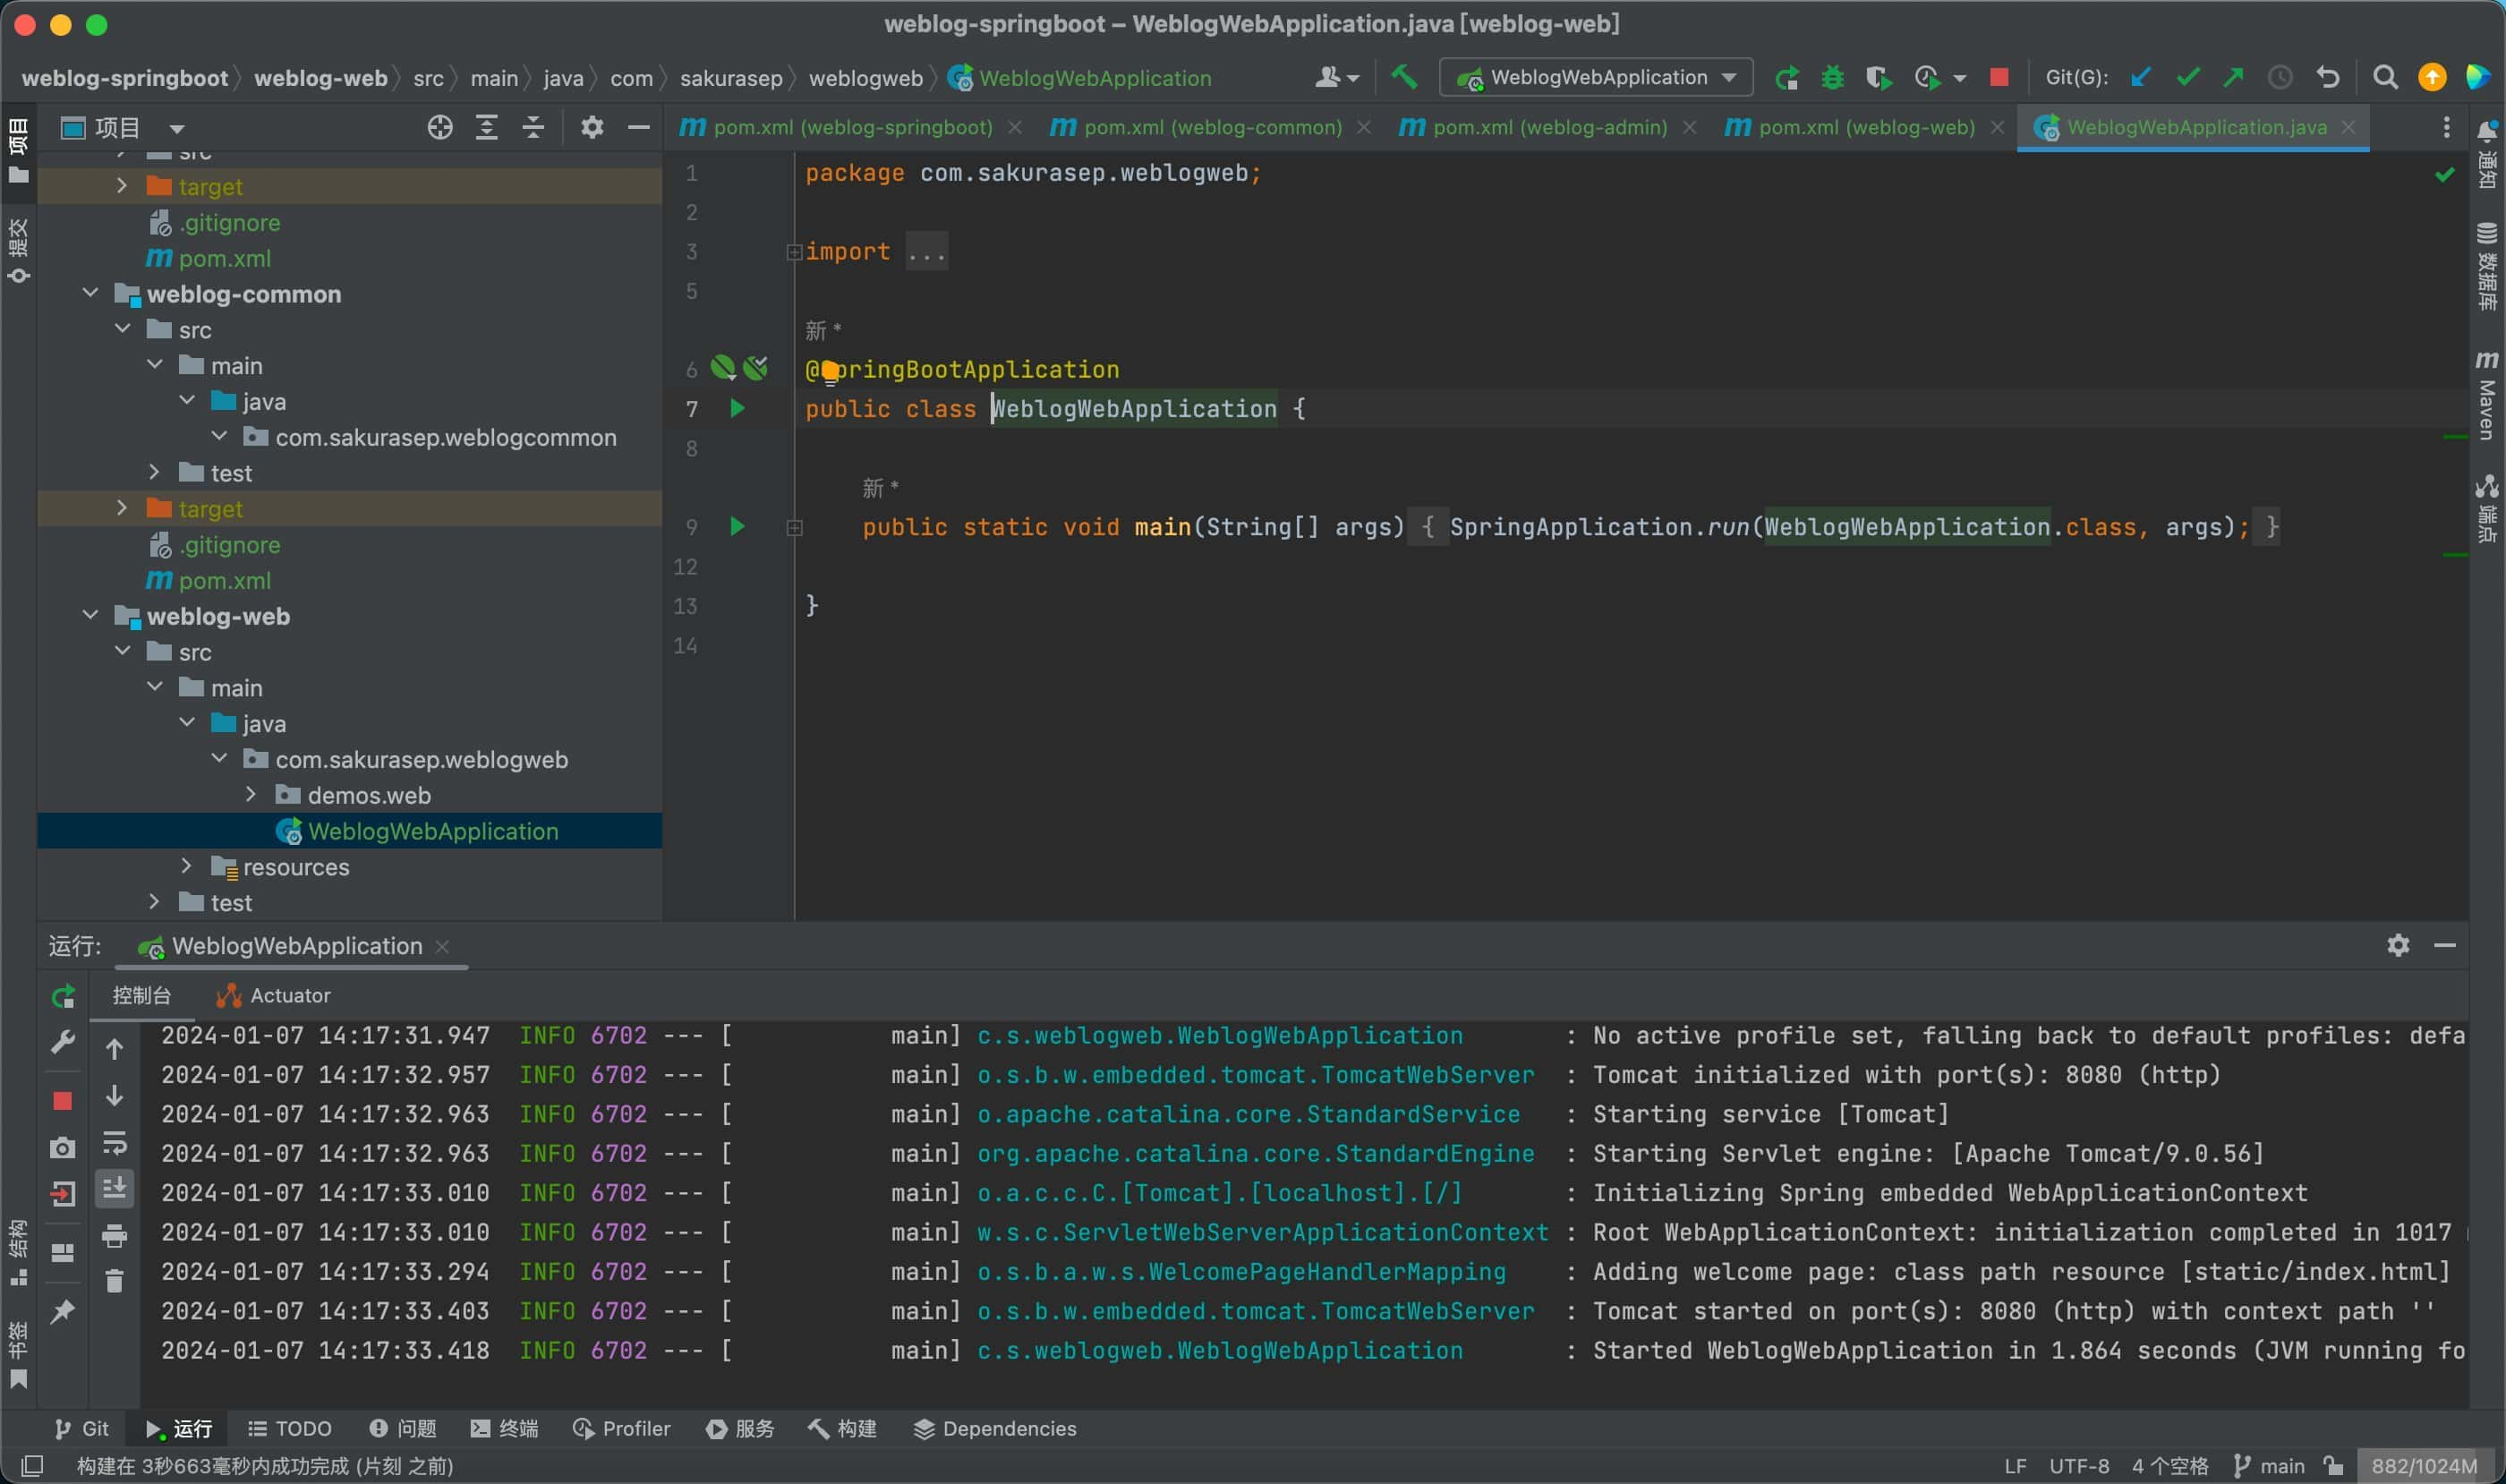 weblog-springboot – WeblogWebApplication.java [weblog-web]
weblog-springboot weblog-web src main java com sakurasep weblogweb WeblogWebApplication WeblogWebApplication Git(G):
项目 pom.xml (weblog-springboot) pom.xml (weblog-common) pom.xml (weblog-admin) pom.xml (weblog-web) WeblogWebApplication.java
项目
提交
结构
书签
src
target
.gitignore
pom.xml
weblog-common
src
main
java
com.sakurasep.weblogcommon
test
target
.gitignore
pom.xml
weblog-web
src
main
java
com.sakurasep.weblogweb
demos.web
WeblogWebApplication
resources
test
1 package com.sakurasep.weblogweb;
2
3 import ...
5
新 *
6 @SpringBootApplication
7 public class WeblogWebApplication {
8
新 *
9 public static void main(String[] args) { SpringApplication.run(WeblogWebApplication.class, args); }
12
13 }
14
通知
数据库
Maven
端点
运行: WeblogWebApplication
控制台 Actuator
2024-01-07 14:17:31.947 INFO 6702 --- [ main] c.s.weblogweb.WeblogWebApplication : No active profile set, falling back to default profiles: defa
2024-01-07 14:17:32.957 INFO 6702 --- [ main] o.s.b.w.embedded.tomcat.TomcatWebServer : Tomcat initialized with port(s): 8080 (http)
2024-01-07 14:17:32.963 INFO 6702 --- [ main] o.apache.catalina.core.StandardService : Starting service [Tomcat]
2024-01-07 14:17:32.963 INFO 6702 --- [ main] org.apache.catalina.core.StandardEngine : Starting Servlet engine: [Apache Tomcat/9.0.56]
2024-01-07 14:17:33.010 INFO 6702 --- [ main] o.a.c.c.C.[Tomcat].[localhost].[/] : Initializing Spring embedded WebApplicationContext
2024-01-07 14:17:33.010 INFO 6702 --- [ main] w.s.c.ServletWebServerApplicationContext : Root WebApplicationContext: initialization completed in 1017
2024-01-07 14:17:33.294 INFO 6702 --- [ main] o.s.b.a.w.s.WelcomePageHandlerMapping : Adding welcome page: class path resource [static/index.html]
2024-01-07 14:17:33.403 INFO 6702 --- [ main] o.s.b.w.embedded.tomcat.TomcatWebServer : Tomcat started on port(s): 8080 (http) with context path ''
2024-01-07 14:17:33.418 INFO 6702 --- [ main] c.s.weblogweb.WeblogWebApplication : Started WeblogWebApplication in 1.864 seconds (JVM running fo
Git 运行 TODO 问题 终端 Profiler 服务 构建 Dependencies
构建在 3秒663毫秒内成功完成 (片刻 之前) LF UTF-8 4 个空格 main 882/1024M